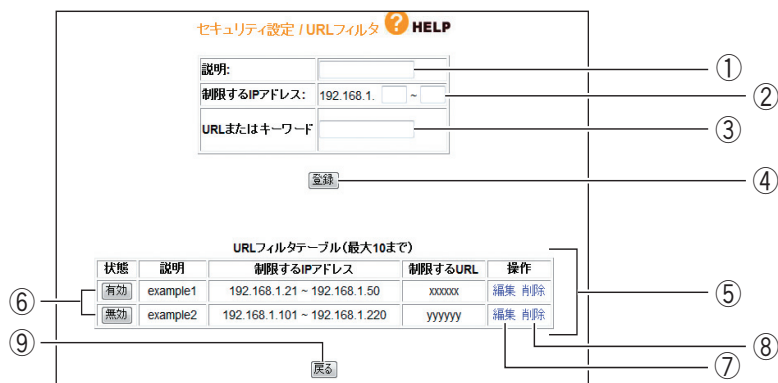 セキュリティ設定 / URLフィルタ ? HELP
説明: ①
制限するIPアドレス: 192.168.1. ~ ②
URLまたはキーワード ③
登録 ④
URLフィルタテーブル(最大10まで)
状態 説明 制限するIPアドレス 制限するURL 操作
有効 example1 192.168.1.21 ~ 192.168.1.50 xxxxxx 編集 削除
無効 example2 192.168.1.101 ~ 192.168.1.220 yyyyyy 編集 削除
⑤
⑥
⑦
⑧
⑨ 戻る